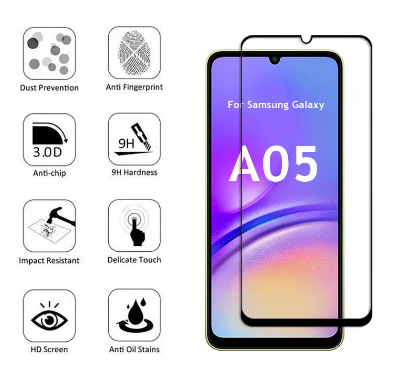 Dust Prevention
Anti Fingerprint
3.0D
Anti-chip
9H
9H Hardness
Impact Resistant
Delicate Touch
HD Screen
Anti Oil Stains
For Samsung Galaxy
A05